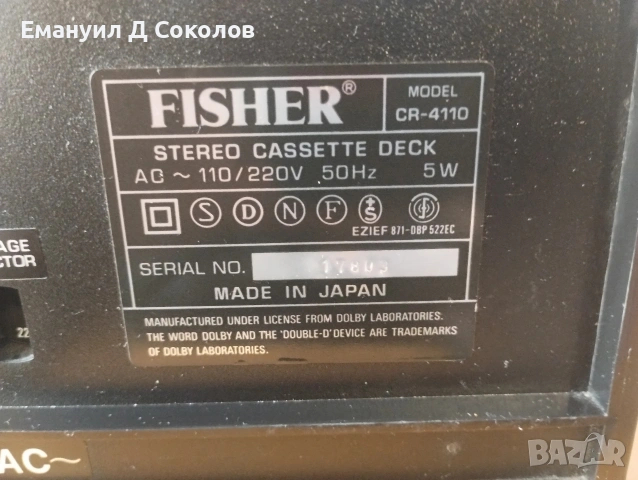 Емануил Д Соколов
FISHER®
MODEL
CR-4110
STEREO CASSETTE DECK
AC ~ 110/220V 50Hz 5W
S D N F S
EZIEF 871-DBP 522EC
SERIAL NO.
MADE IN JAPAN
MANUFACTURED UNDER LICENSE FROM DOLBY LABORATORIES.
THE WORD DOLBY AND THE 'DOUBLE-D' DEVICE ARE TRADEMARKS
OF DOLBY LABORATORIES.
AGE
CTOR
22
AC~
BAZAR